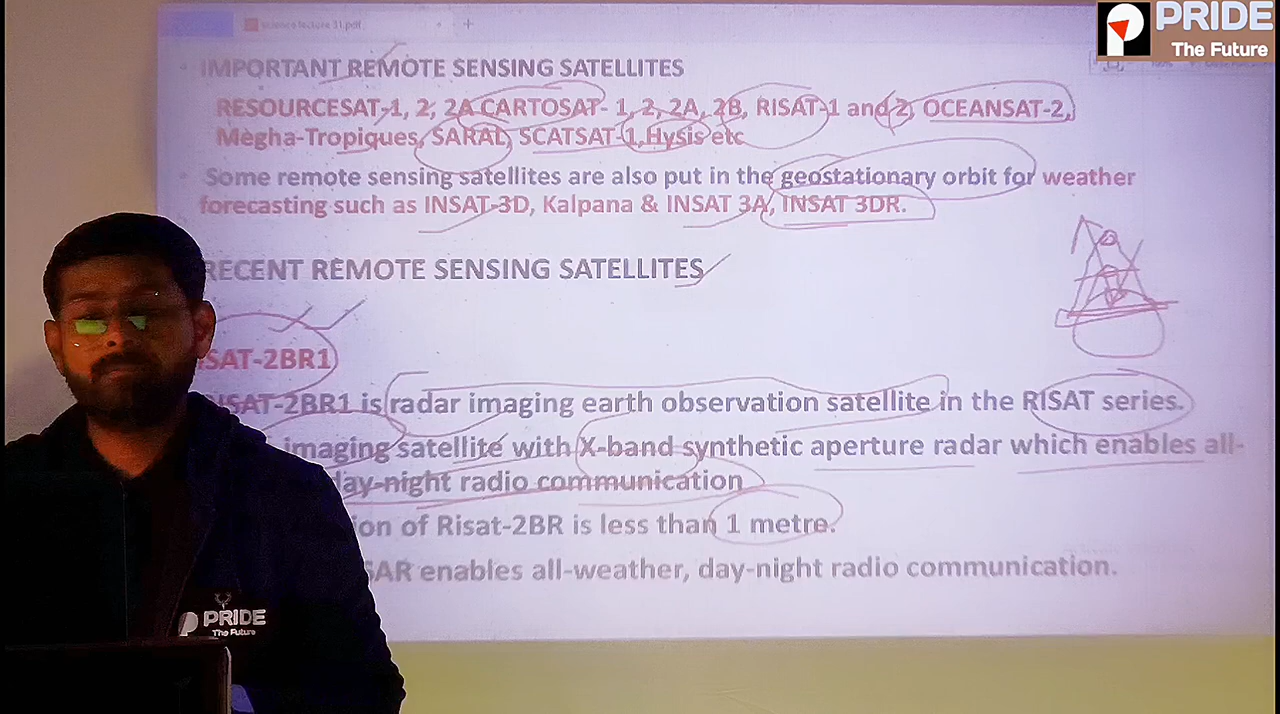 PRIDE
The Future
science lecture 31.pdf
IMPORTANT REMOTE SENSING SATELLITES
RESOURCESAT-1, 2, 2A CARTOSAT- 1, 2, 2A, 2B, RISAT-1 and 2, OCEANSAT-2,
Megha-Tropiques, SARAL, SCATSAT-1,Hysis etc
Some remote sensing satellites are also put in the geostationary orbit for weather
forecasting such as INSAT-3D, Kalpana & INSAT 3A, INSAT 3DR.
RECENT REMOTE SENSING SATELLITES
ISAT-2BR1
RISAT-2BR1 is radar imaging earth observation satellite in the RISAT series.
imaging satellite with X-band synthetic aperture radar which enables all-
day-night radio communication
ion of Risat-2BR is less than 1 metre.
SAR enables all-weather, day-night radio communication.
PRIDE
The Future